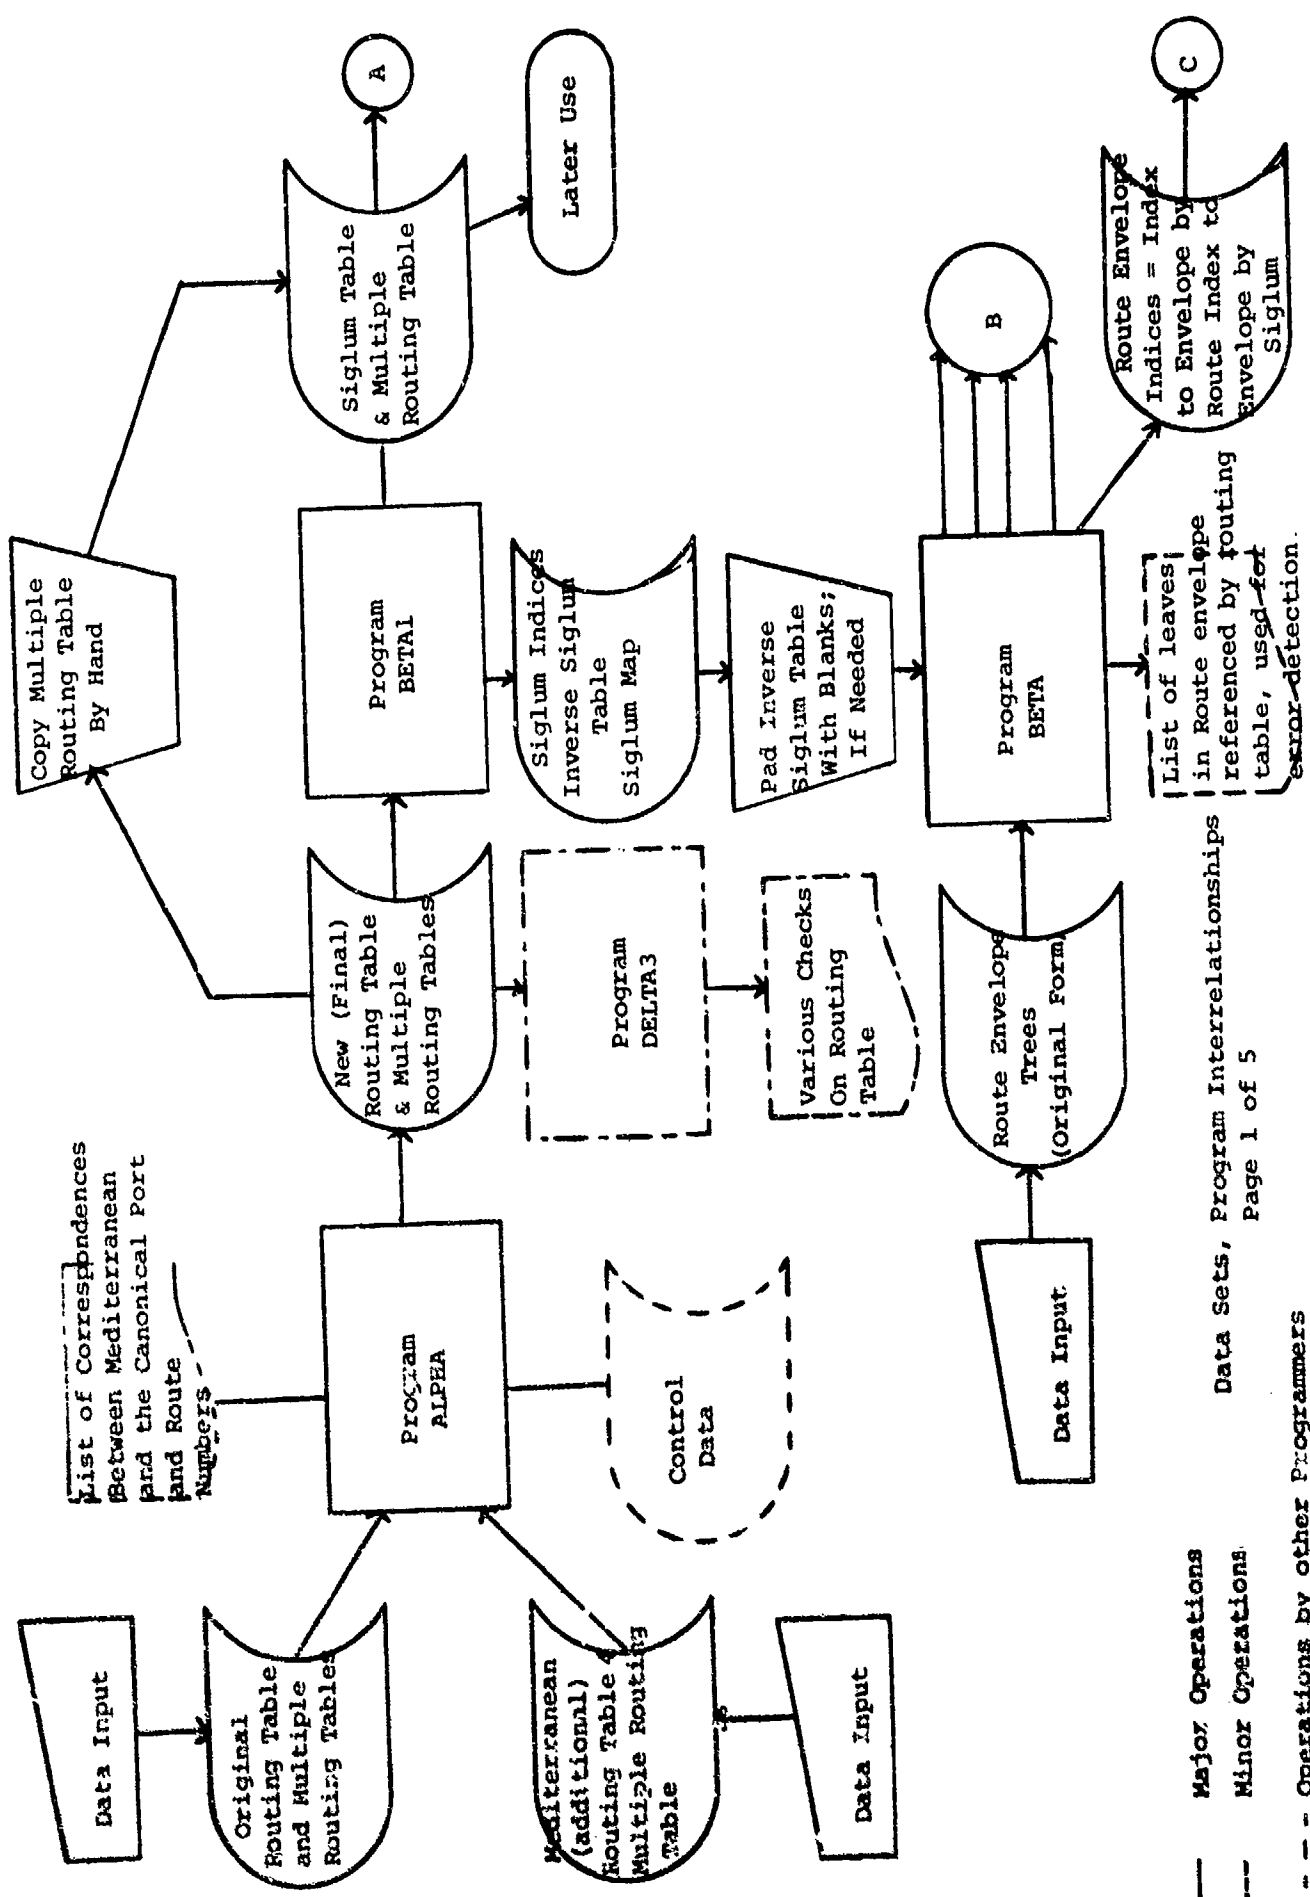 Data Input
Original
Routing Table
and Multiple
Routing Tables
Mediterranean
(additional)
Routing Table &
Multiple Routing
Table
Data Input
List of Correspondences
Between Mediterranean
and the Canonical Port
and Route
Numbers
Program
ALPHA
Control
Data
New (Final)
Routing Table
& Multiple
Routing Tables
Program
DELTA3
Various Checks
On Routing
Table
Copy Multiple
Routing Table
By Hand
Program
BETA1
Siglum Table
& Multiple
Routing Table
A
Later Use
Siglum Indices
Inverse Siglum
Table
Siglum Map
Pad Inverse
Siglum Table
With Blanks;
If Needed
Data Input
Route Envelope
Trees
(Original Form)
Program
BETA
B
List of leaves
in Route envelope
referenced by routing
table, used for
error detection.
Route Envelope
Indices = Index
to Envelope by
Route Index to
Envelope by
Siglum
C
Data Sets, Program Interrelationships
Page 1 of 5
Major Operations
Minor Operations
Operations by other Programmers